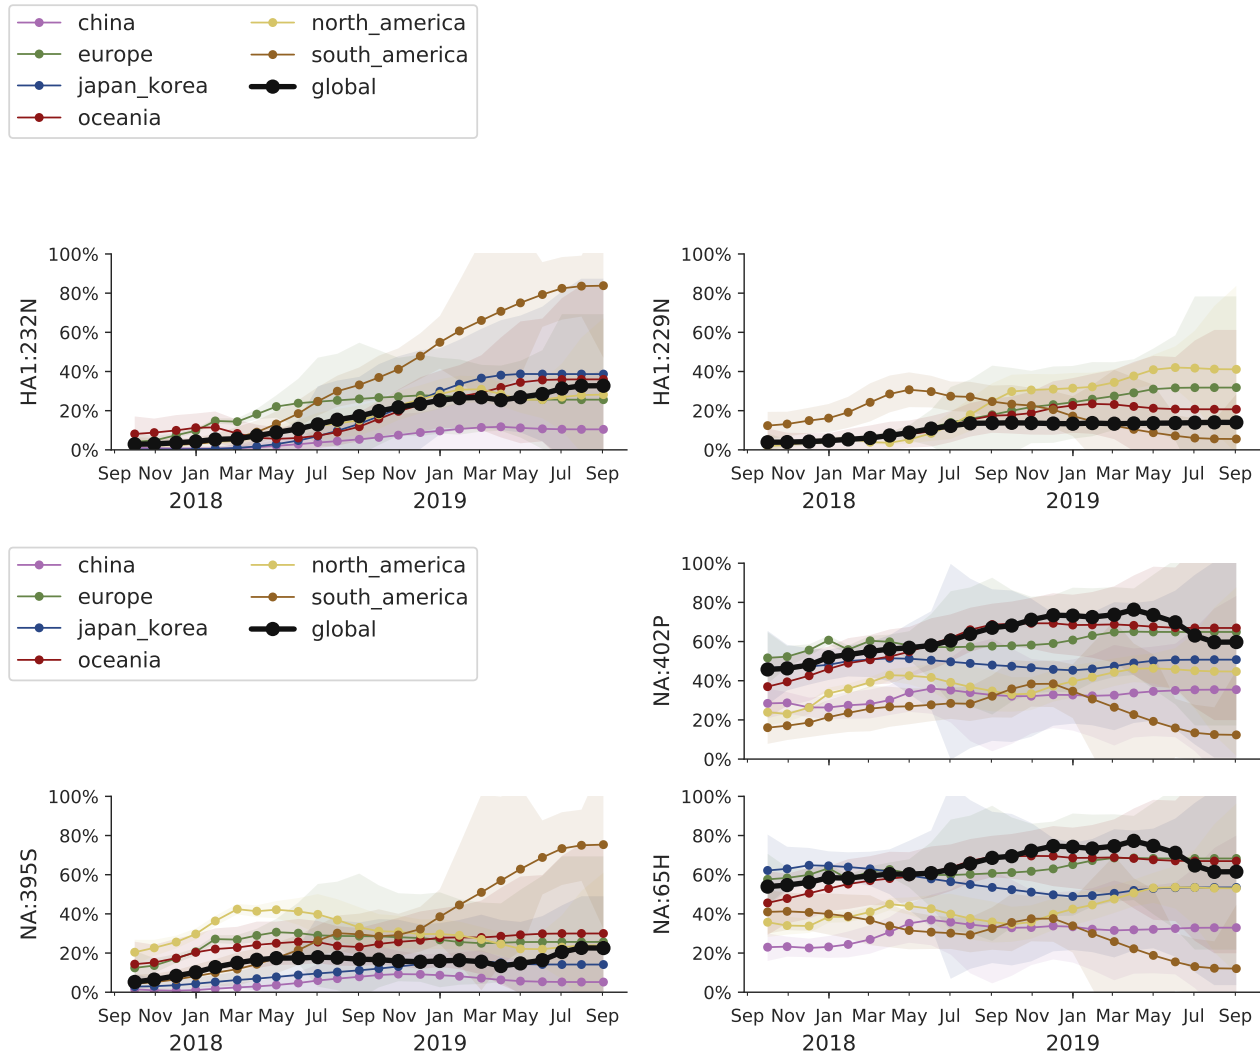 china
europe
japan_korea
oceania
north_america
south_america
global
HA1:232N
100%
80%
60%
40%
20%
0%
Sep Nov Jan Mar May Jul Sep Nov Jan Mar May Jul Sep
2018 2019
HA1:229N
100%
80%
60%
40%
20%
0%
Sep Nov Jan Mar May Jul Sep Nov Jan Mar May Jul Sep
2018 2019
china
europe
japan_korea
oceania
north_america
south_america
global
NA:402P
100%
80%
60%
40%
20%
0%
NA:395S
100%
80%
60%
40%
20%
0%
Sep Nov Jan Mar May Jul Sep Nov Jan Mar May Jul Sep
2018 2019
NA:65H
100%
80%
60%
40%
20%
0%
Sep Nov Jan Mar May Jul Sep Nov Jan Mar May Jul Sep
2018 2019